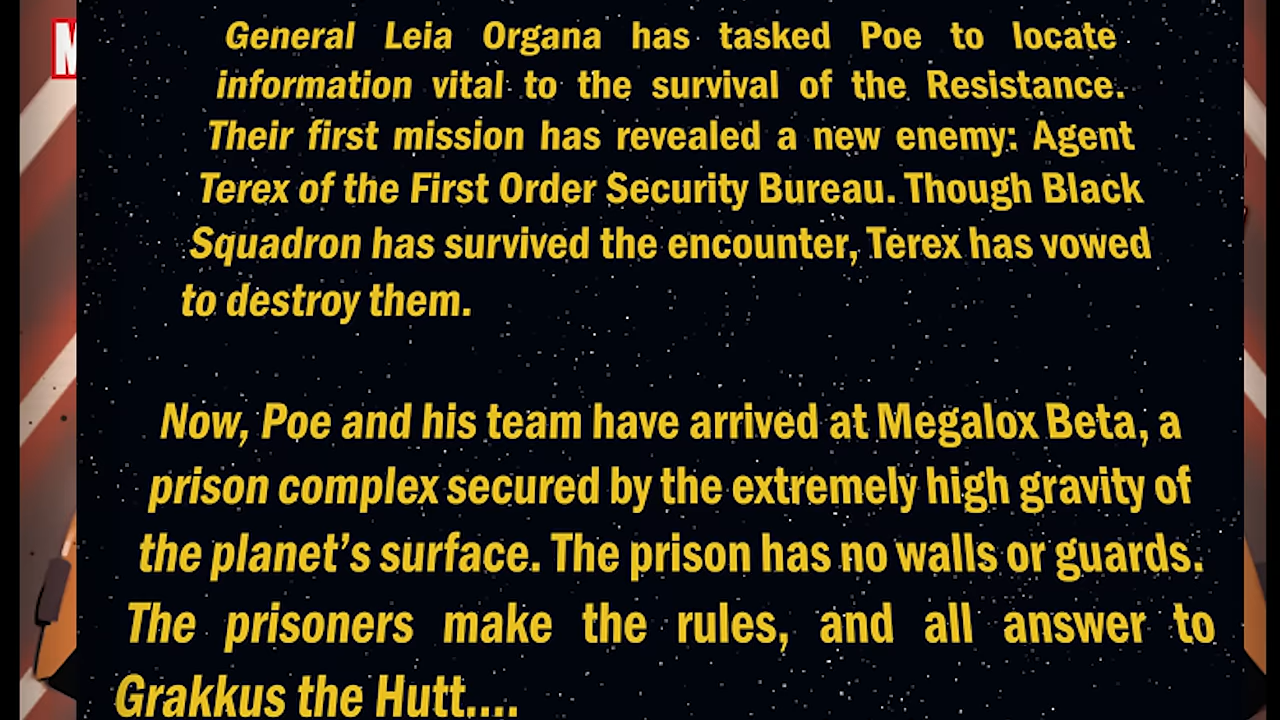 M
General Leia Organa has tasked Poe to locate
information vital to the survival of the Resistance.
Their first mission has revealed a new enemy: Agent
Terex of the First Order Security Bureau. Though Black
Squadron has survived the encounter, Terex has vowed
to destroy them.
Now, Poe and his team have arrived at Megalox Beta, a
prison complex secured by the extremely high gravity of
the planet’s surface. The prison has no walls or guards.
The prisoners make the rules, and all answer to
Grakkus the Hutt....